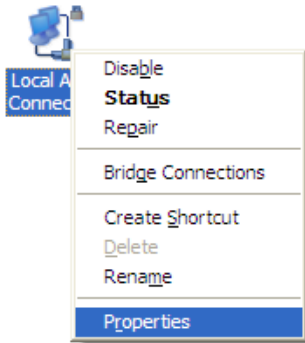 Local A
Connec
Disable
Status
Repair
Bridge Connections
Create Shortcut
Delete
Rename
Properties